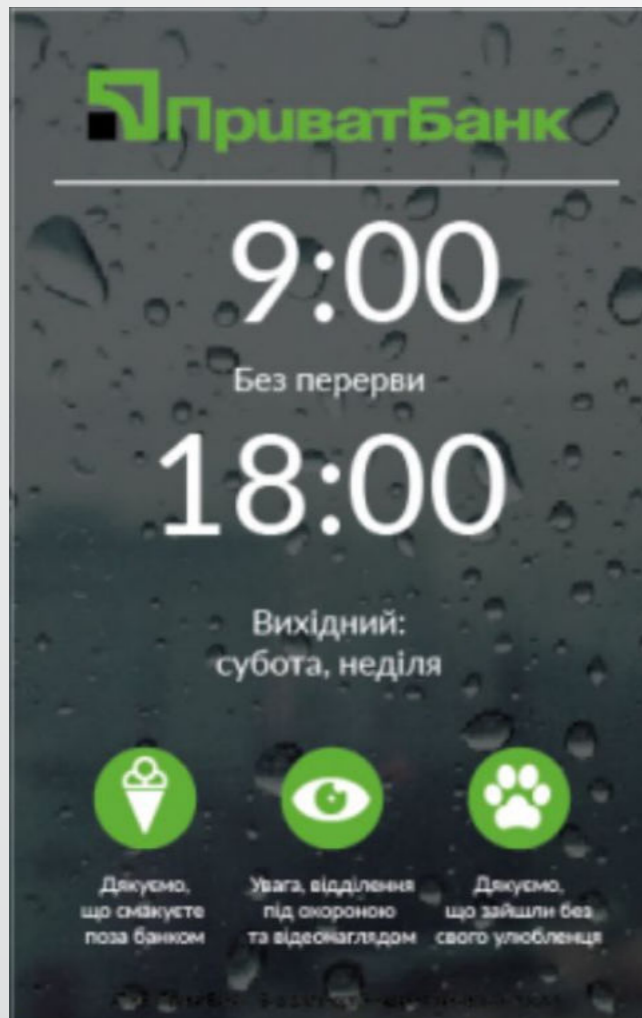 ПриватБанк
9:00
Без перерви
18:00
Вихідний:
субота, неділя
Дякуємо,
що смакуєте
поза банком
Увага, відділення
під охороною
та відеонаглядом
Дякуємо,
що зайшли без
свого улюбленця